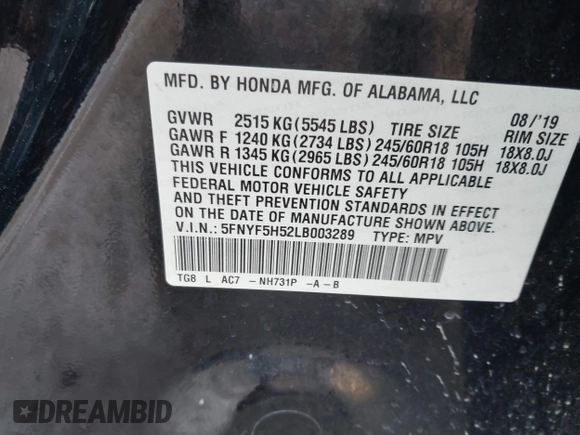 MFD. BY HONDA MFG. OF ALABAMA, LLC
08/'19
GVWR 2515 KG(5545 LBS) TIRE SIZE RIM SIZE
GAWR F 1240 KG(2734 LBS) 245/60R18 105H 18X8.0J
GAWR R 1345 KG(2965 LBS) 245/60R18 105H 18X8.0J
THIS VEHICLE CONFORMS TO ALL APPLICABLE
FEDERAL MOTOR VEHICLE SAFETY
AND THEFT PREVENTION STANDARDS IN EFFECT
ON THE DATE OF MANUFACTURE SHOWN ABOVE.
V.I.N.: 5FNYF5H52LB003289 TYPE: MPV
TG8 L AC7 -NH731P -A-B
DREAMBID